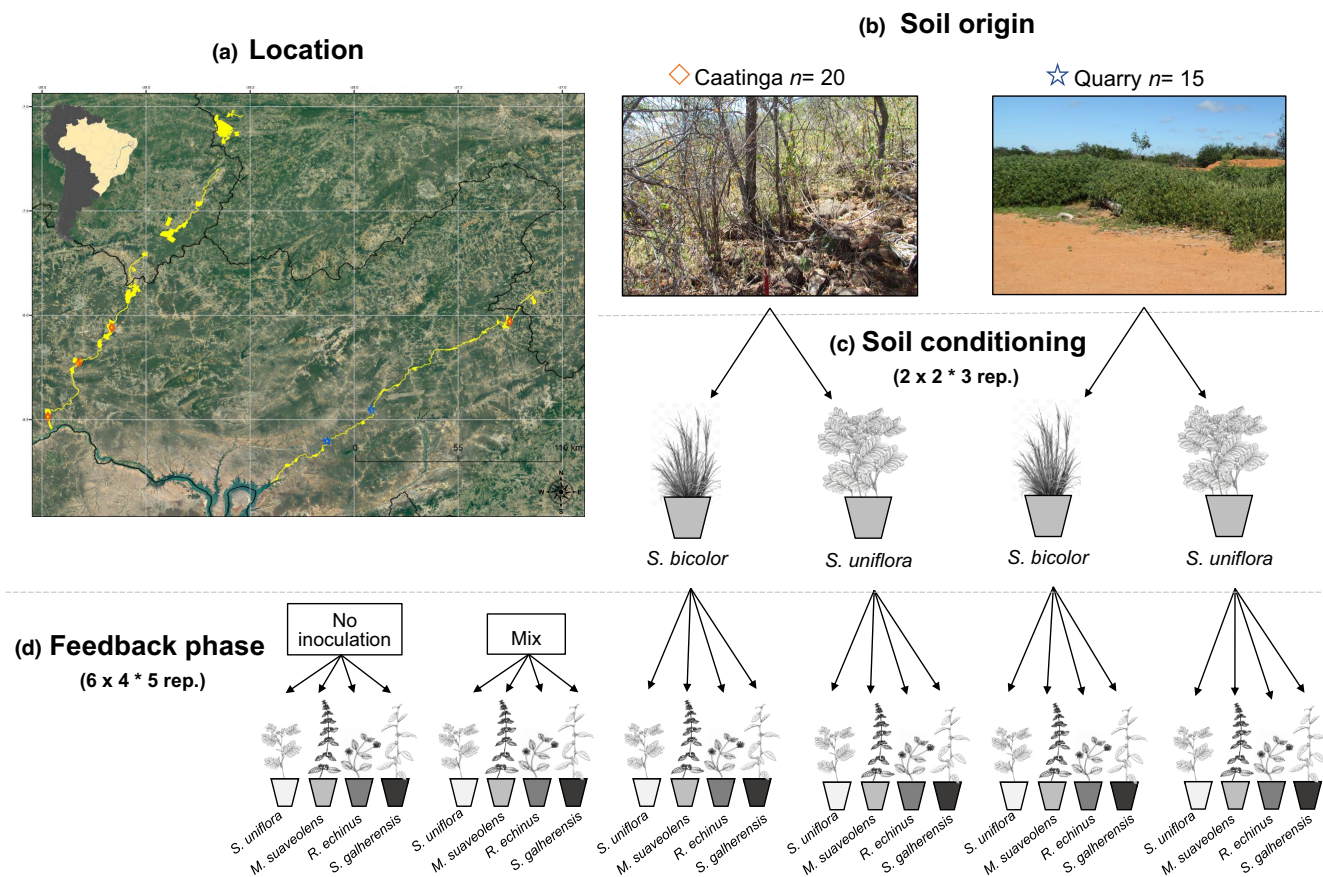 (a) Location
(b) Soil origin
Caatinga n= 20
Quarry n= 15
0 55 110 km
N
W E
S
(c) Soil conditioning
(2 x 2 * 3 rep.)
S. bicolor
S. uniflora
S. bicolor
S. uniflora
(d) Feedback phase
(6 x 4 * 5 rep.)
No
inoculation
Mix
S. uniflora
M. suaveolens
R. echinus
S. galherensis
S. uniflora
M. suaveolens
R. echinus
S. galherensis
S. uniflora
M. suaveolens
R. echinus
S. galherensis
S. uniflora
M. suaveolens
R. echinus
S. galherensis
S. uniflora
M. suaveolens
R. echinus
S. galherensis
S. uniflora
M. suaveolens
R. echinus
S. galherensis